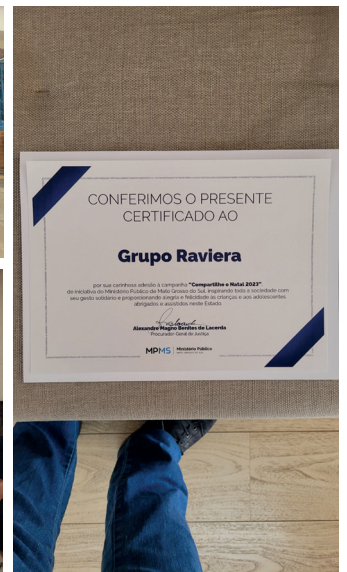 CONFERIMOS O PRESENTE
CERTIFICADO AO
Grupo Raviera
por sua carinhosa adesão à campanha "Compartilhe o Natal 2023",
de iniciativa do Ministério Público de Mato Grosso do Sul, inspirando toda a sociedade com
seu gesto solidário e proporcionando alegria e felicidade às crianças e aos adolescentes
abrigados e assistidos neste Estado.
Alexandre Magno Benites de Lacerda
Procurador-Geral de Justiça
MPMS Ministério Público